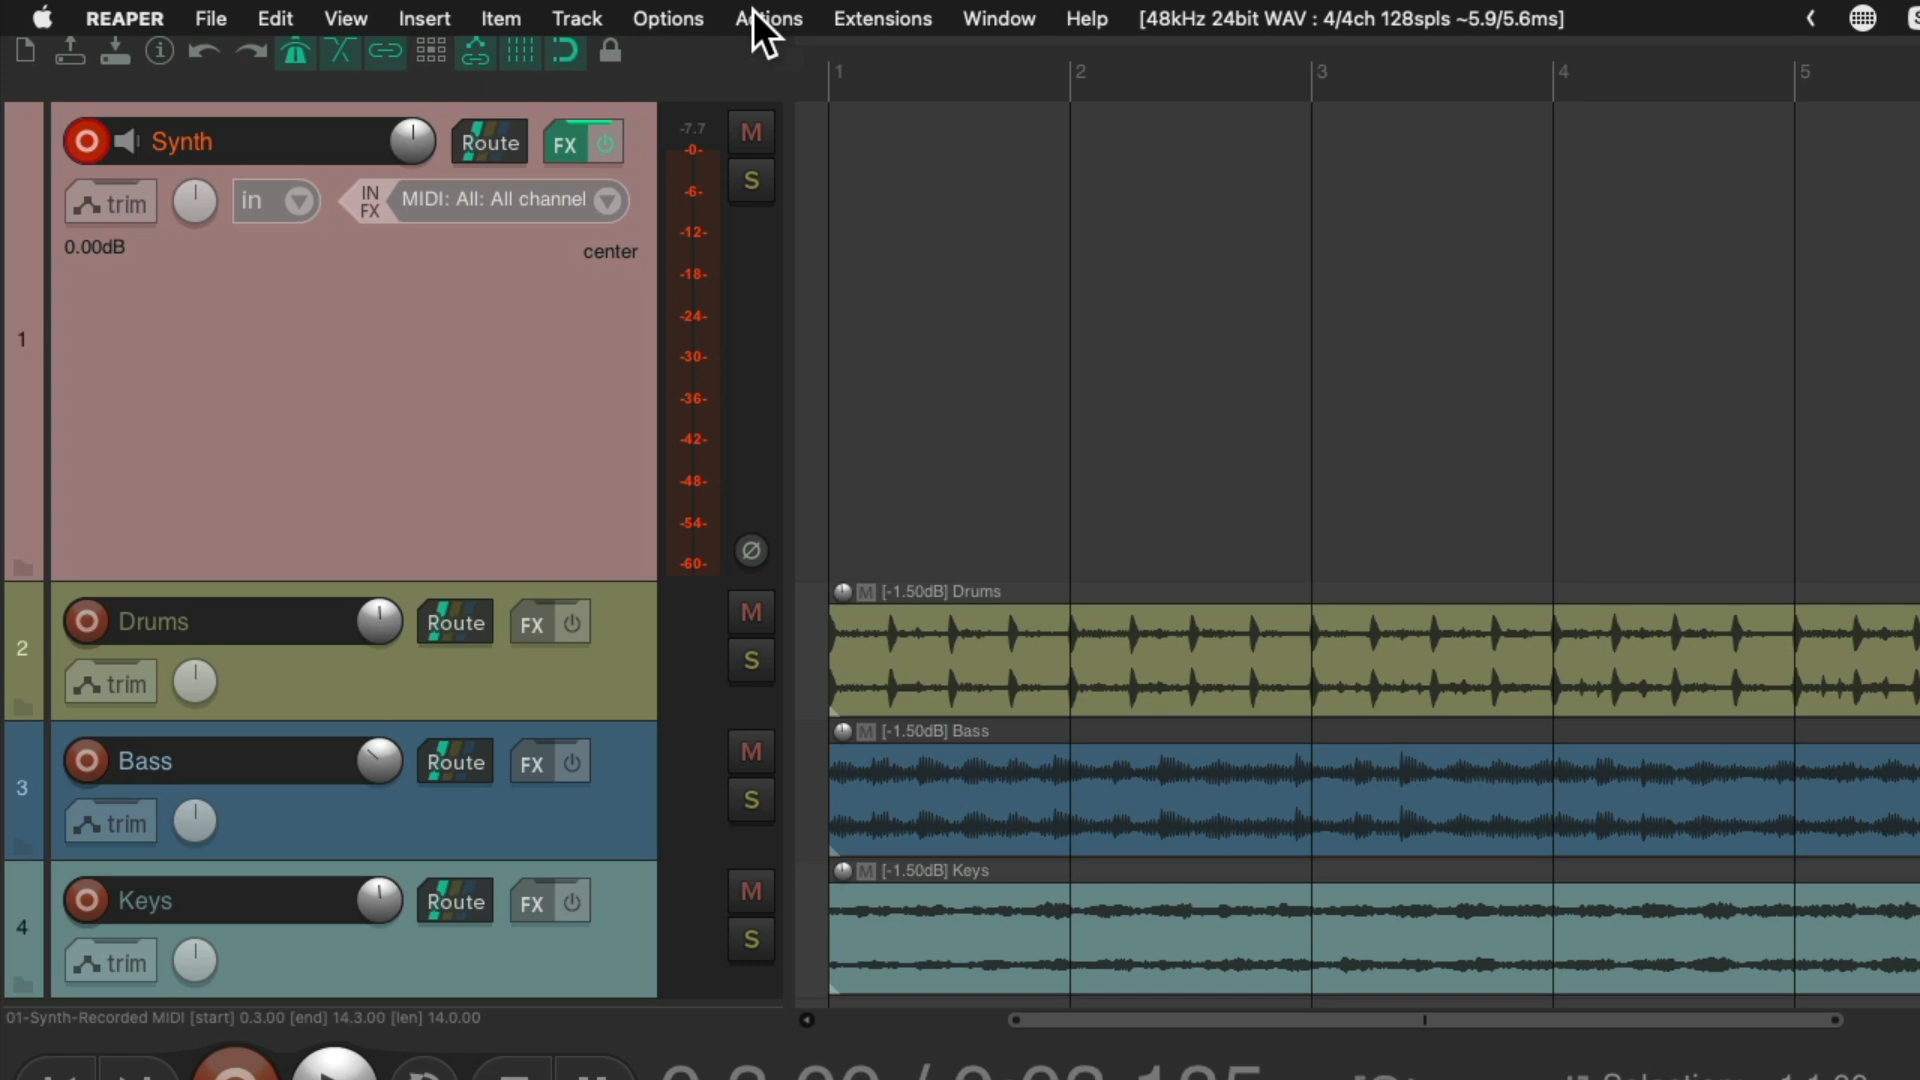 REAPER File Edit View Insert Item Track Options Actions Extensions Window Help [48kHz 24bit WAV : 4/4ch 128spls ~5.9/5.6ms]
1 2 3 4 5
Synth Route FX
trim in IN FX MIDI: All: All channel
0.00dB center
1
-7.7
-0-
-6-
-12-
-18-
-24-
-30-
-36-
-42-
-48-
-54-
-60-
M
S
2
Drums Route FX
trim
M
S
M [-1.50dB] Drums
3
Bass Route FX
trim
M
S
M [-1.50dB] Bass
4
Keys Route FX
trim
M
S
M [-1.50dB] Keys
01-Synth-Recorded MIDI [start] 0.3.00 [end] 14.3.00 [len] 14.0.00